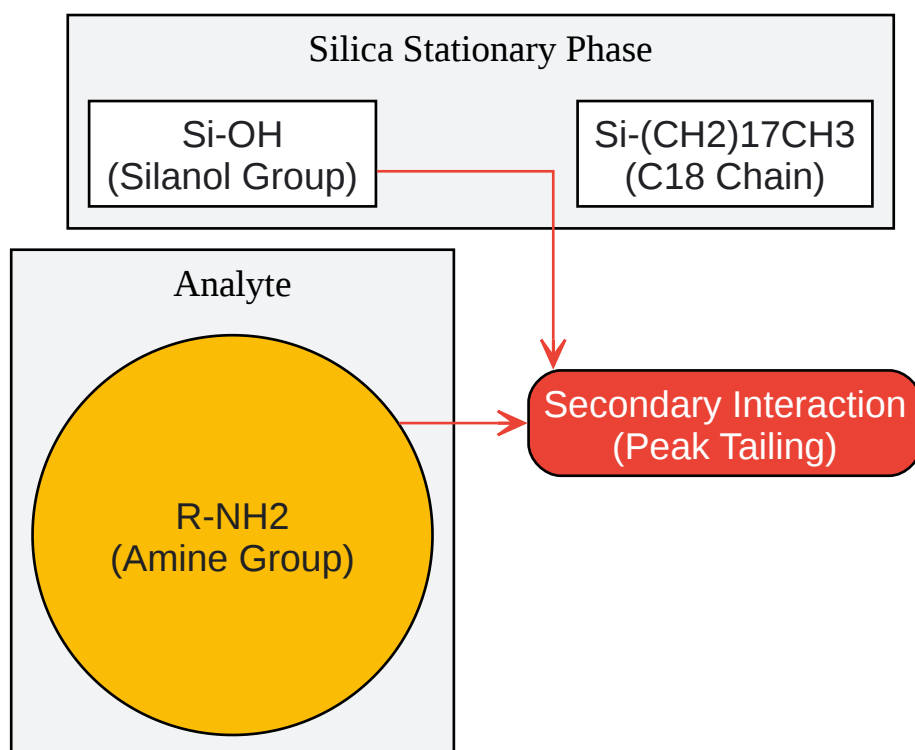 Silica Stationary Phase
Si-OH
(Silanol Group)
Si-(CH2)17CH3
(C18 Chain)
Analyte
R-NH2
(Amine Group)
Secondary Interaction
(Peak Tailing)